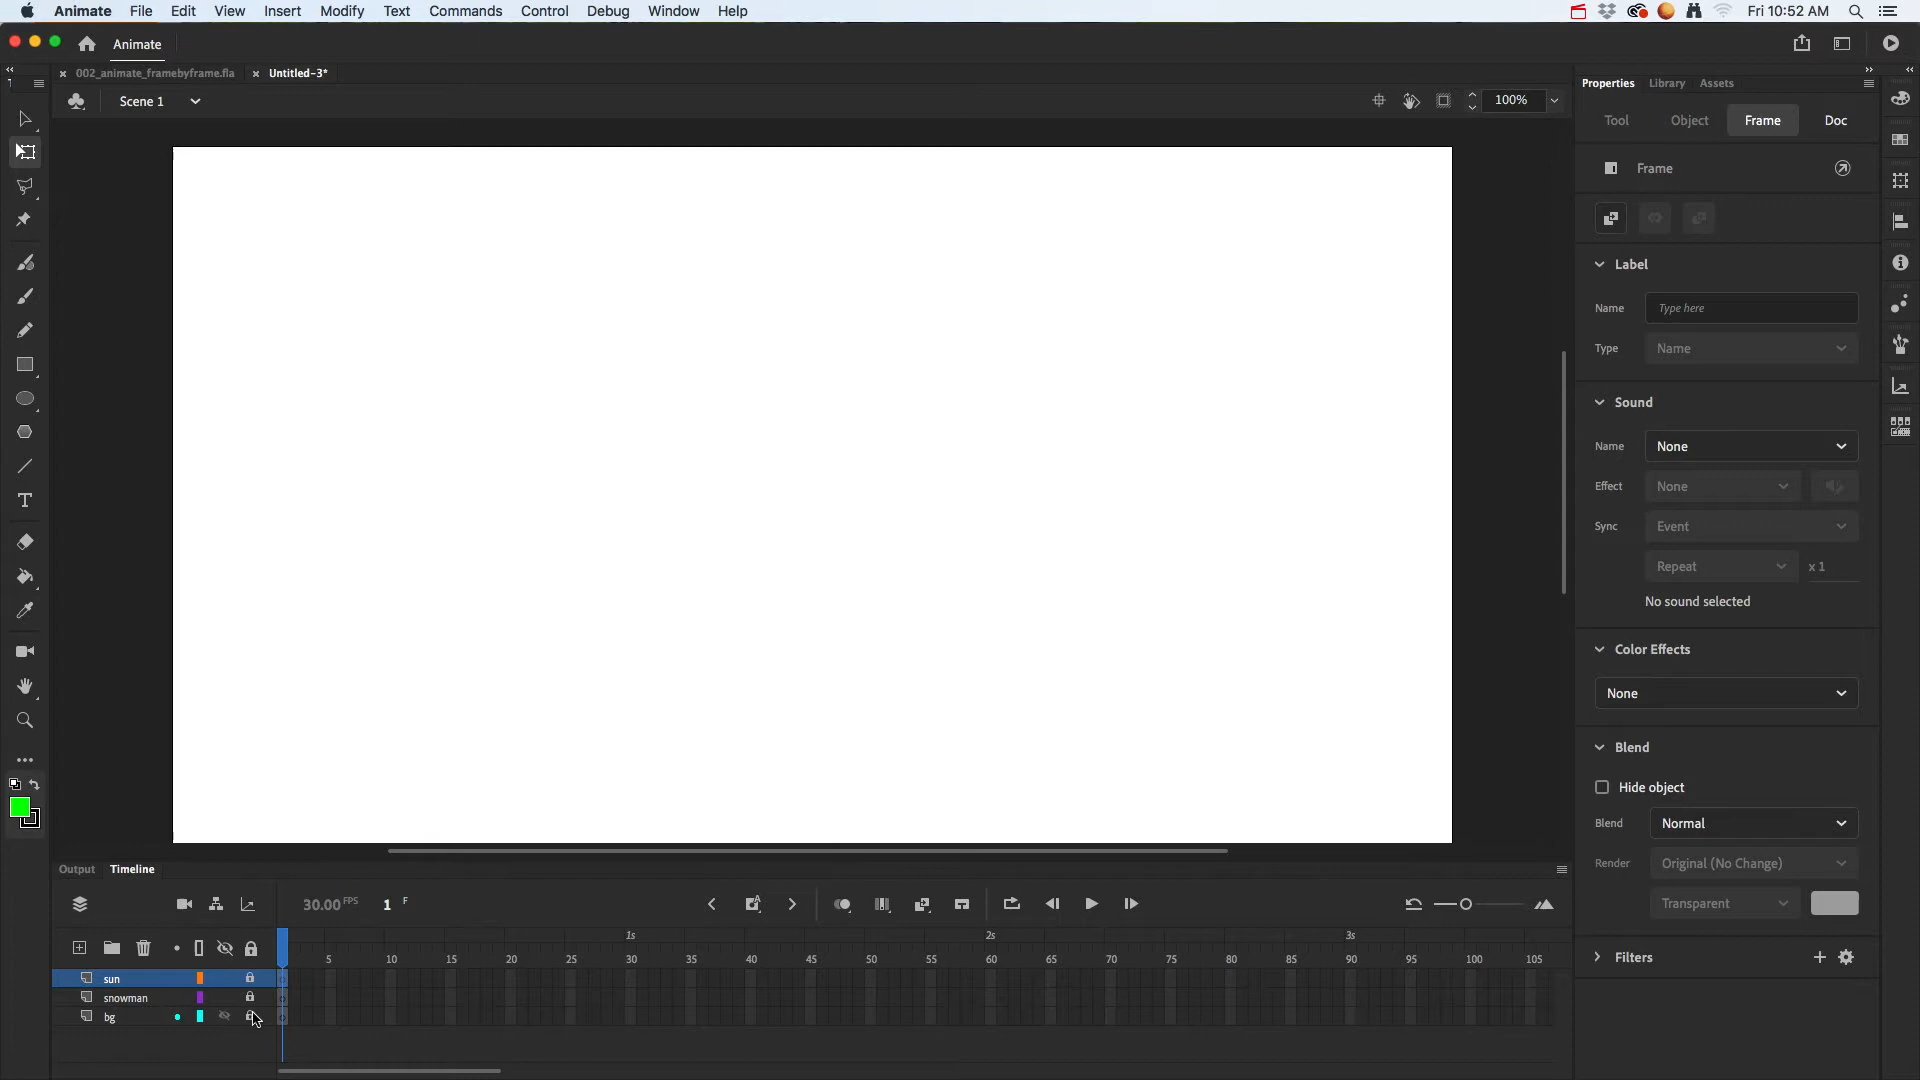 Animate File Edit View Insert Modify Text Commands Control Debug Window Help Fri 10:52 AM
Animate
002_animate_framebyframe.fla Untitled-3*
Scene 1 100%
Properties Library Assets
Tool Object Frame Doc
Frame
Label
Name Type here
Type Name
Sound
Name None
Effect None
Sync Event
Repeat x 1
No sound selected
Color Effects
None
Blend
Hide object
Blend Normal
Render Original (No Change)
Transparent
Filters
Output Timeline
30.00 FPS 1 F
1s 2s 3s
5 10 15 20 25 30 35 40 45 50 55 60 65 70 75 80 85 90 95 100 105
sun
snowman
bg